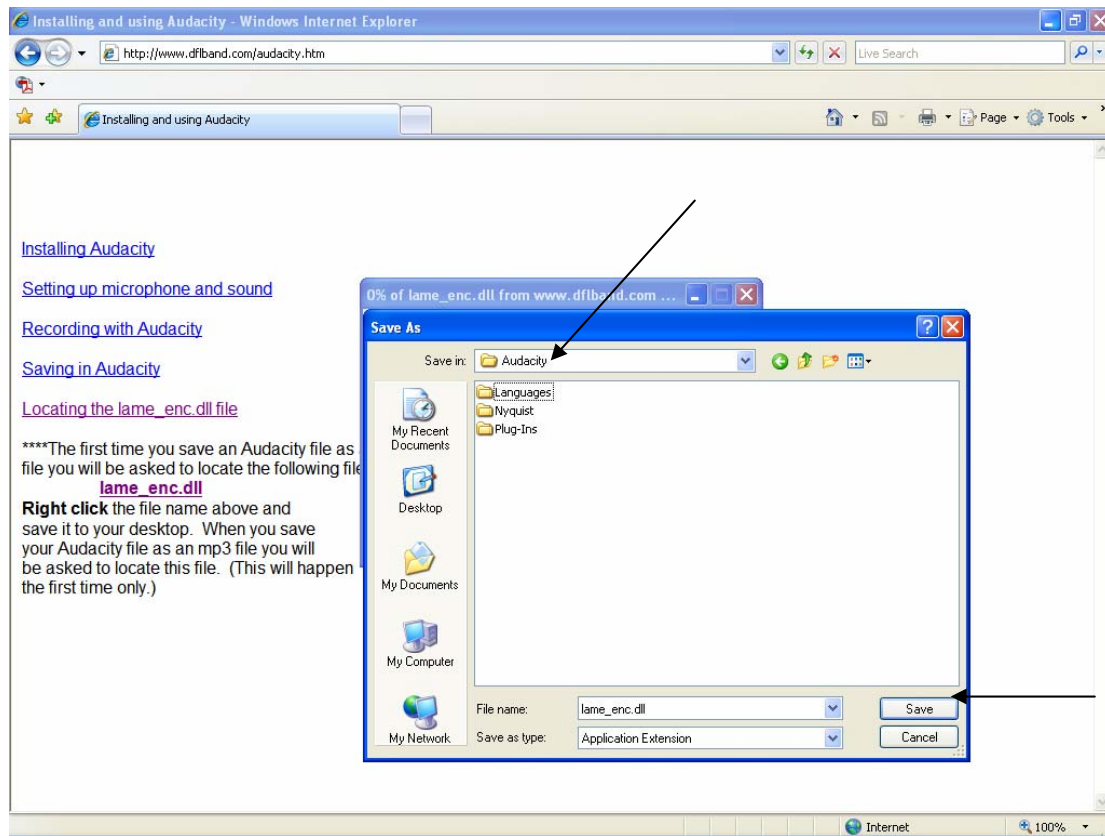 Installing and using Audacity - Windows Internet Explorer
http://www.dflband.com/audacity.htm
Live Search
Installing and using Audacity
Page
Tools
Installing Audacity
Setting up microphone and sound
Recording with Audacity
Saving in Audacity
Locating the lame_enc.dll file
****The first time you save an Audacity file as
file you will be asked to locate the following file
lame_enc.dll
Right click the file name above and
save it to your desktop. When you save
your Audacity file as an mp3 file you will
be asked to locate this file. (This will happen
the first time only.)
0% of lame_enc.dll from www.dflband.com ...
Save As
Save in:
Audacity
My Recent
Documents
Desktop
My Documents
My Computer
My Network
Languages
Nyquist
Plug-Ins
File name:
lame_enc.dll
Save
Save as type:
Application Extension
Cancel
Internet
100%